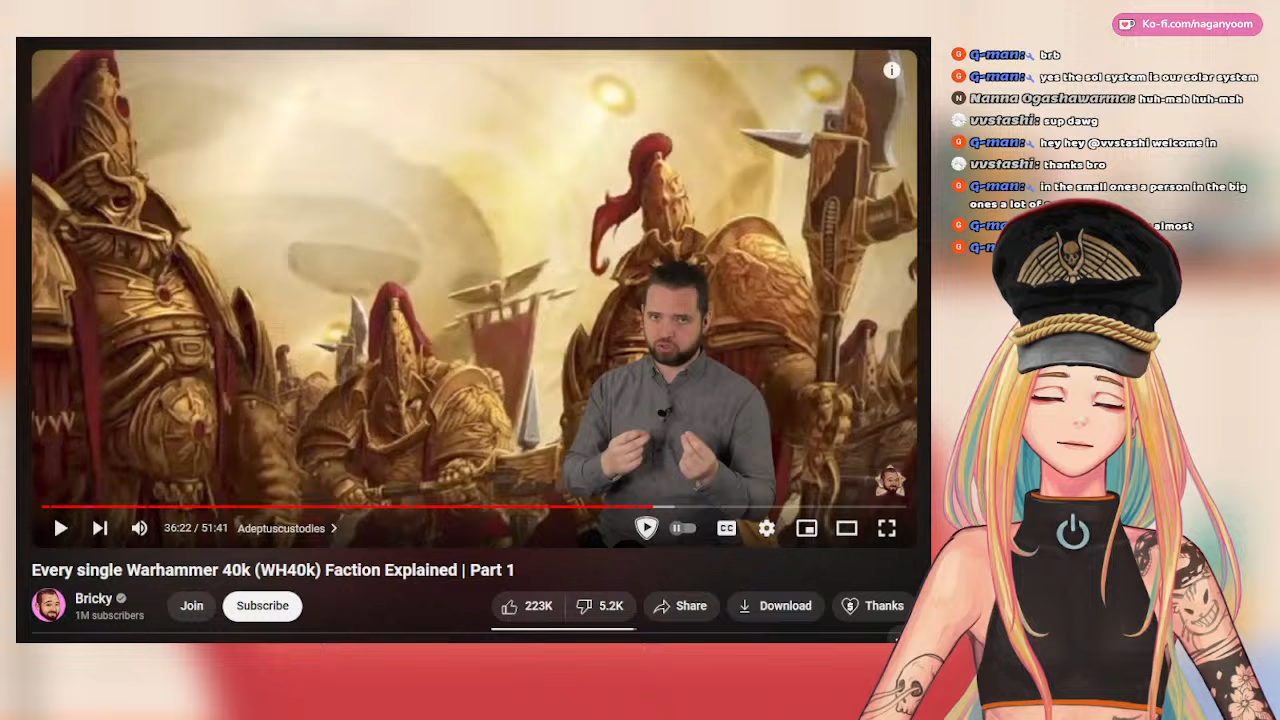 Ko-fi.com/naganyoom
G-man: brb
G-man: yes the sol system is our solar system
Nanna Ogashawarma: huh-mah huh-mah
vvstashi: sup dawg
G-man: hey hey @vvstashi welcome in
vvstashi: thanks bro
G-man: in the small ones a person in the big
ones a lot of
almost
36:22 / 51:41 Adeptuscustodies
CC
Every single Warhammer 40k (WH40k) Faction Explained | Part 1
Bricky
1M subscribers
Join
Subscribe
223K
5.2K
Share
Download
Thanks